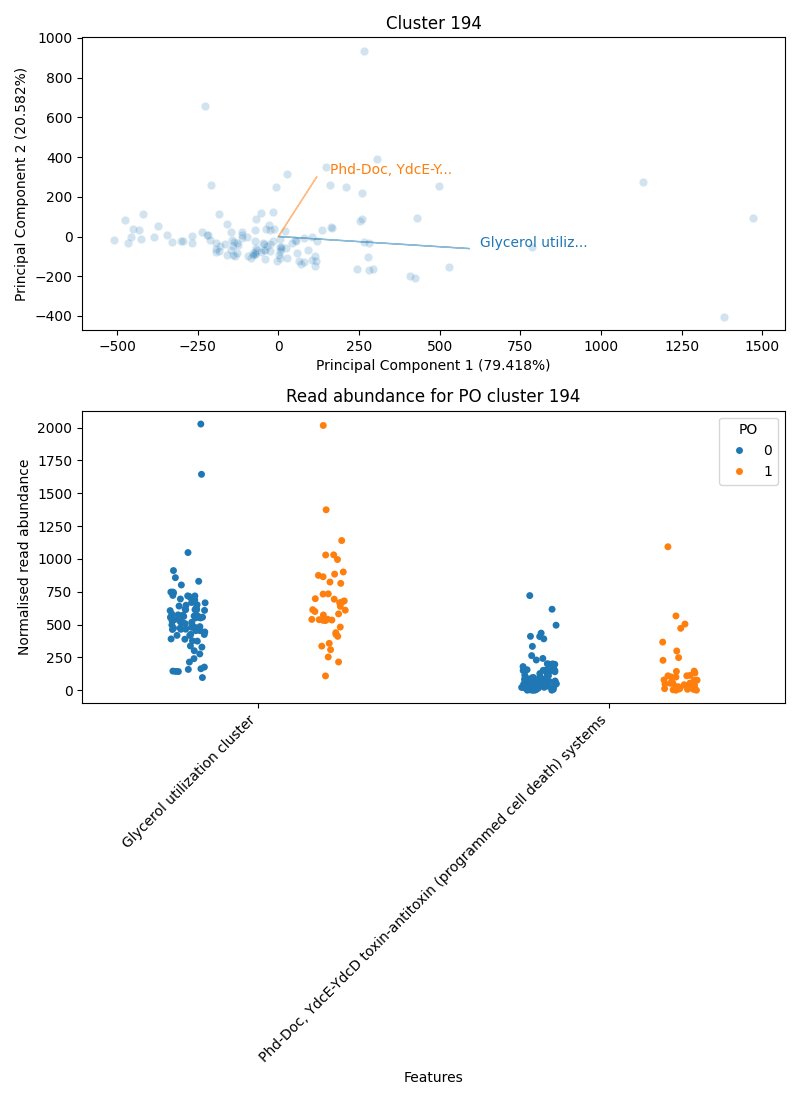 Cluster 194
Principal Component 2 (20.582%)
1000
800
600
400
200
0
−200
−400
Phd-Doc, YdcE-Y...
Glycerol utiliz...
−500
−250
0
250
500
750
1000
1250
1500
Principal Component 1 (79.418%)
Read abundance for PO cluster 194
Normalised read abundance
2000
1750
1500
1250
1000
750
500
250
0
PO
0
1
Glycerol utilization cluster
Phd-Doc, YdcE-YdcD toxin-antitoxin (programmed cell death) systems
Features